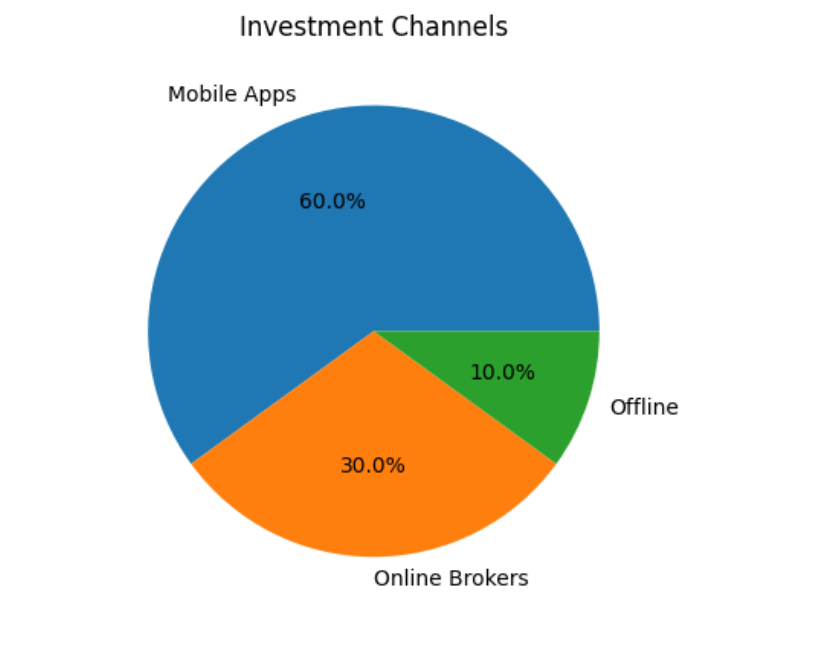 Investment Channels
Mobile Apps
60.0%
10.0%
Offline
30.0%
Online Brokers